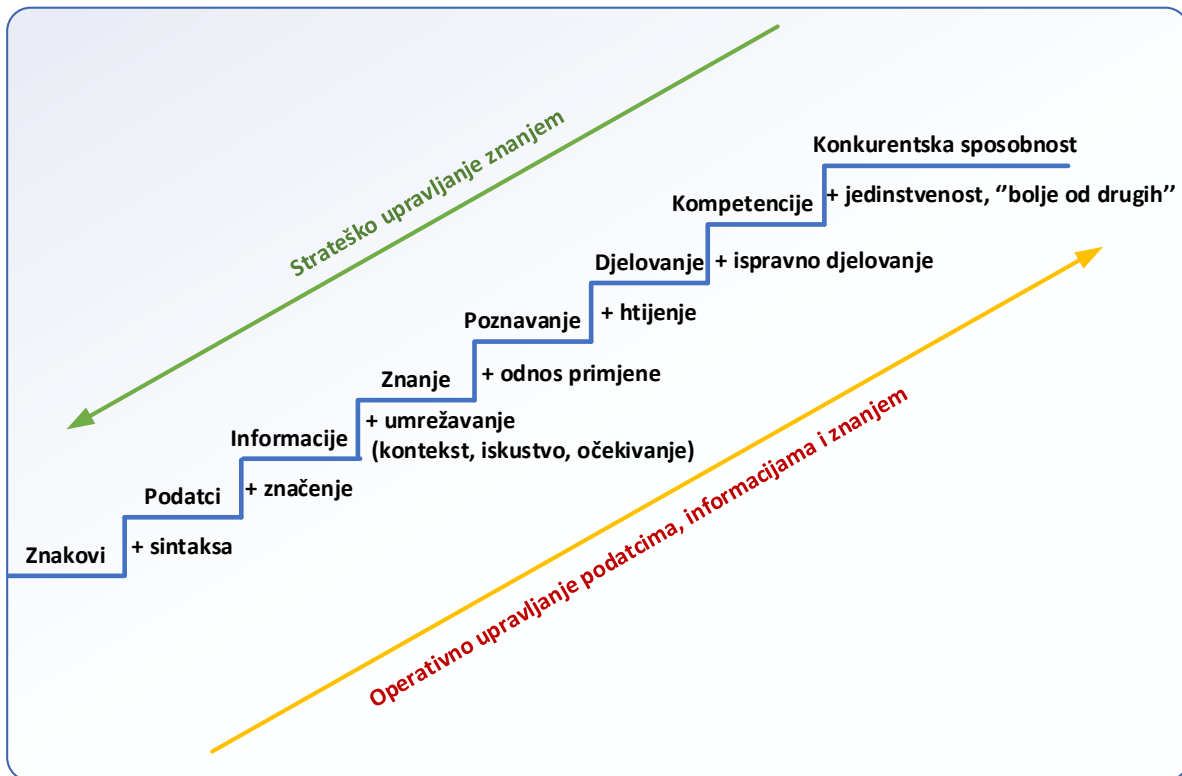 Strateško upravljanje znanjem
Konkurentska sposobnost
+ jedinstvenost, ‘’bolje od drugih’’
Kompetencije
+ ispravno djelovanje
Djelovanje
+ htijenje
Poznavanje
+ odnos primjene
Znanje
+ umrežavanje
(kontekst, iskustvo, očekivanje)
Informacije
+ značenje
Podatci
+ sintaksa
Znakovi
Operativno upravljanje podatcima, informacijama i znanjem